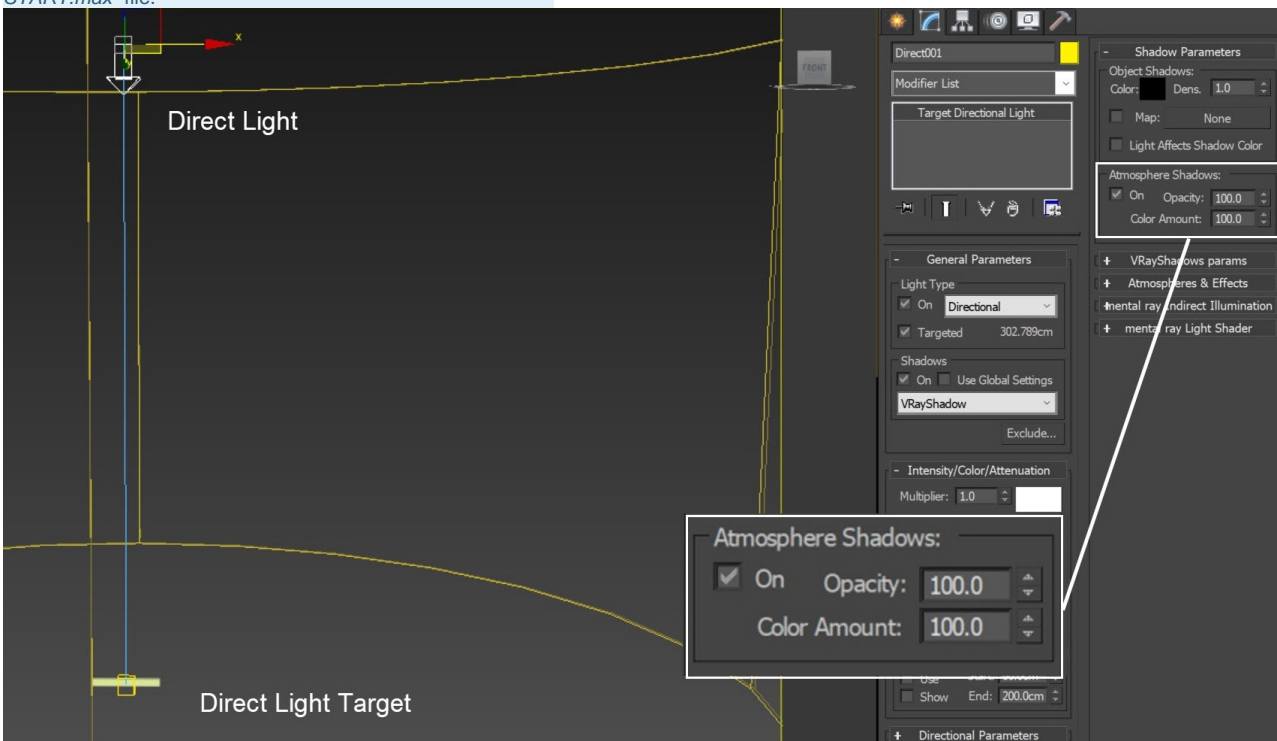 START.max" file.
x
FRONT
Direct Light
Direct Light Target
Direct001
Modifier List
Target Directional Light
- General Parameters
Light Type
On Directional
Targeted 302.789cm
Shadows
On Use Global Settings
VRayShadow
Exclude...
- Intensity/Color/Attenuation
Multiplier: 1.0
Show End: 200.0cm
+ Directional Parameters
- Shadow Parameters
Object Shadows:
Color: Dens. 1.0
Map: None
Light Affects Shadow Color
Atmosphere Shadows:
On Opacity: 100.0
Color Amount: 100.0
+ VRayShadows params
+ Atmospheres & Effects
+ mental ray Indirect Illumination
+ mental ray Light Shader
Atmosphere Shadows:
On Opacity: 100.0
Color Amount: 100.0